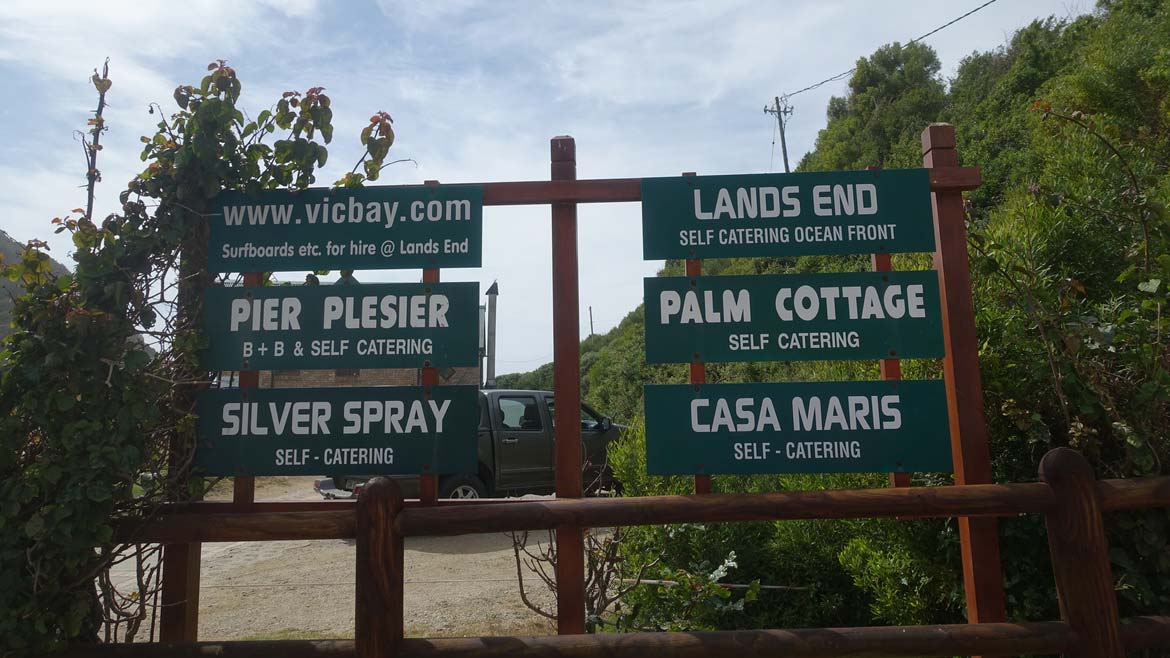 www.vicbay.com
Surfboards etc. for hire @ Lands End
PIER PLESIER
B + B & SELF CATERING
SILVER SPRAY
SELF - CATERING
LANDS END
SELF CATERING OCEAN FRONT
PALM COTTAGE
SELF CATERING
CASA MARIS
SELF - CATERING